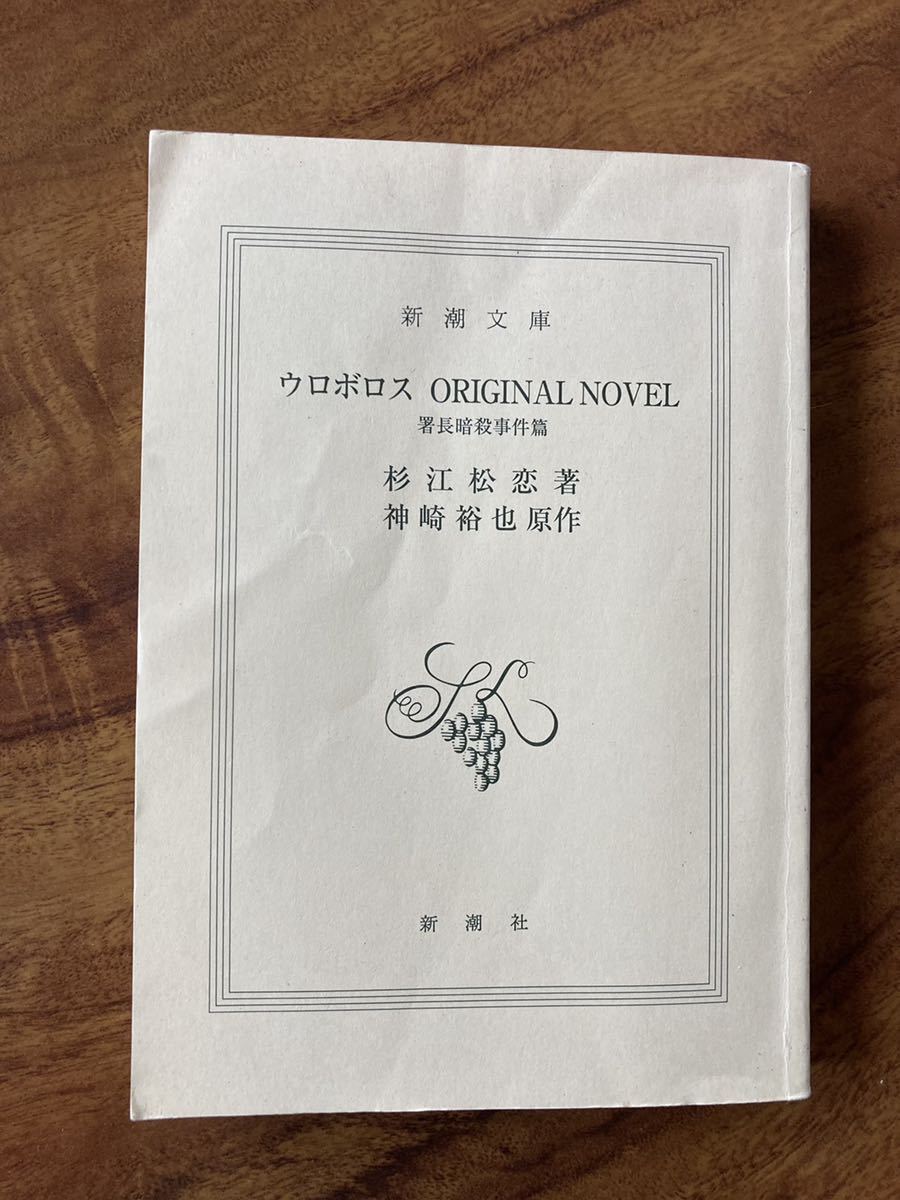 新潮文庫
ウロボロス ORIGINAL NOVEL
署長暗殺事件篇
杉江松恋著
神崎裕也原作
SK
新潮社